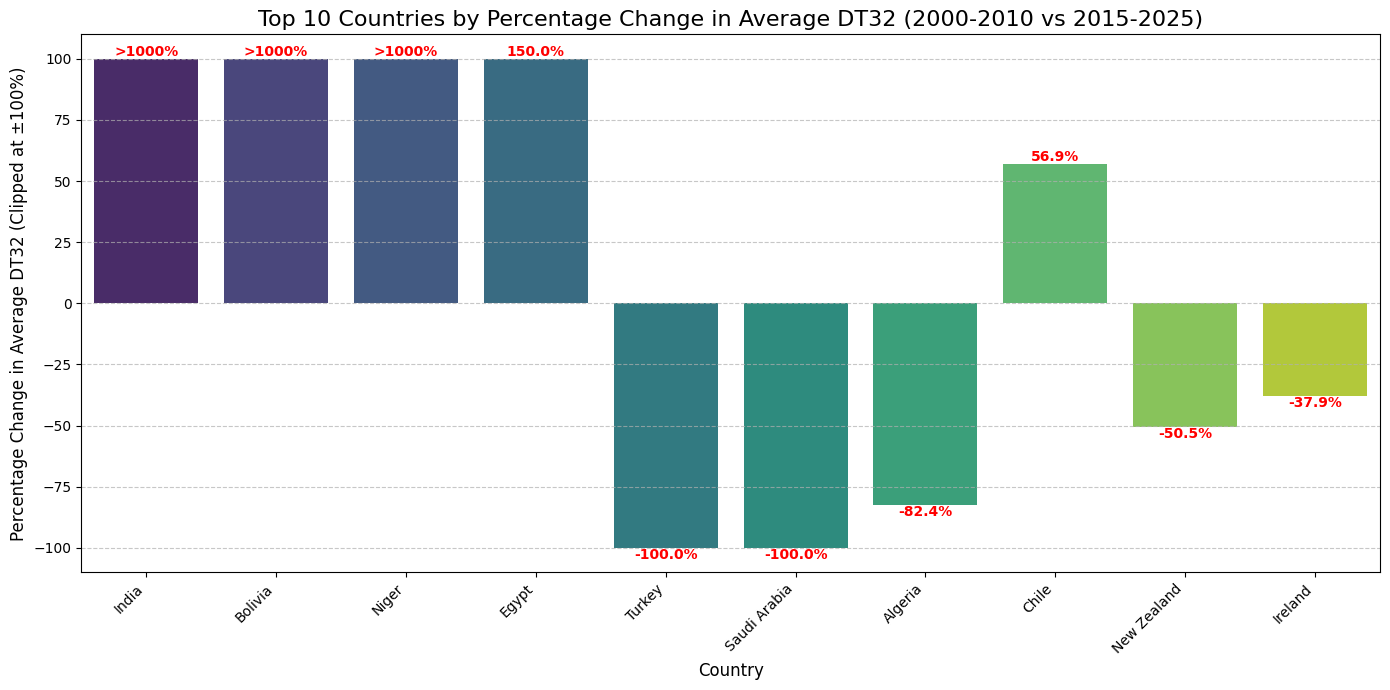 Top 10 Countries by Percentage Change in Average DT32 (2000-2010 vs 2015-2025)
Percentage Change in Average DT32 (Clipped at ±100%)
100
75
50
25
0
−25
−50
−75
−100
>1000%
>1000%
>1000%
150.0%
-100.0%
-100.0%
-82.4%
56.9%
-50.5%
-37.9%
India
Bolivia
Niger
Egypt
Turkey
Saudi Arabia
Algeria
Chile
New Zealand
Ireland
Country